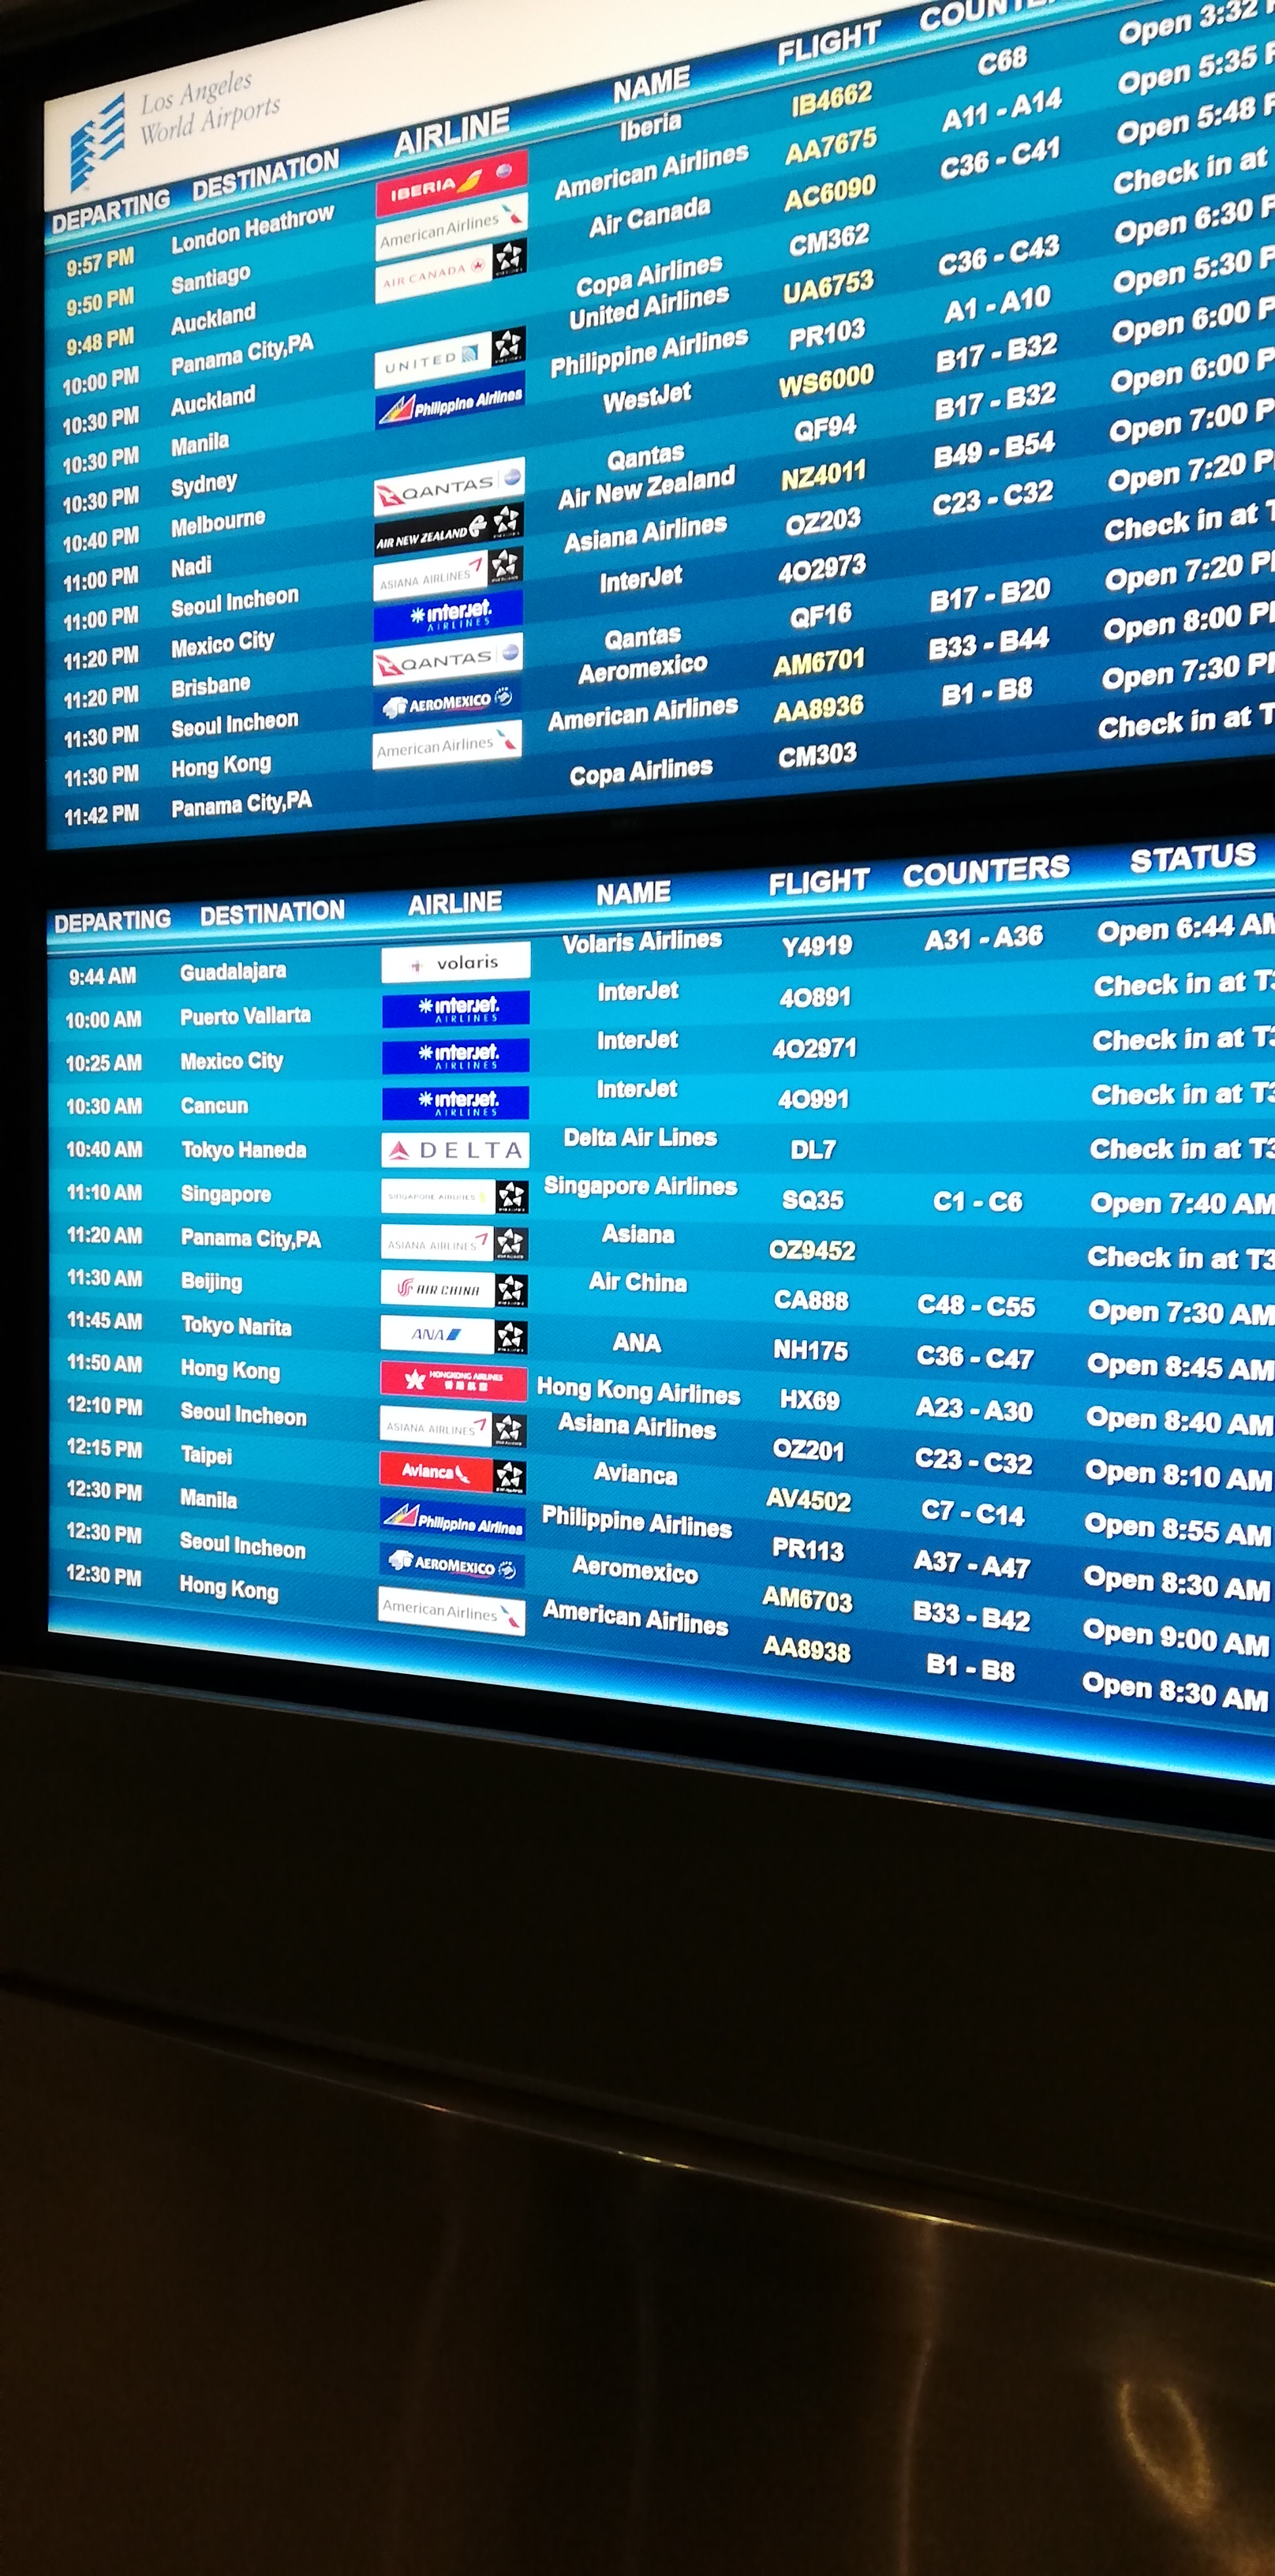 Los Angeles
World Airports
DEPARTING DESTINATION AIRLINE NAME FLIGHT
9:57 PM London Heathrow IBERIA Iberia IB4662 C68 Open 3:32
9:50 PM Santiago American Airlines American Airlines AA7675 A11 - A14 Open 5:35 P
9:48 PM Auckland AIR CANADA Air Canada AC6090 C36 - C41 Open 5:48 P
10:00 PM Panama City,PA Copa Airlines CM362 Check in at
10:30 PM Auckland UNITED United Airlines UA6753 C36 - C43 Open 6:30 P
10:30 PM Manila Philippine Airlines Philippine Airlines PR103 A1 - A10 Open 5:30 P
10:30 PM Sydney WestJet WS6000 B17 - B32 Open 6:00 P
10:40 PM Melbourne QANTAS Qantas QF94 B17 - B32 Open 6:00 P
11:00 PM Nadi AIR NEW ZEALAND Air New Zealand NZ4011 B49 - B54 Open 7:00 P
11:00 PM Seoul Incheon ASIANA AIRLINES Asiana Airlines OZ203 C23 - C32 Open 7:20 P
11:20 PM Mexico City interjet. AIRLINES InterJet 4O2973 Check in at T
11:20 PM Brisbane QANTAS Qantas QF16 B17 - B20 Open 7:20 P
11:30 PM Seoul Incheon AEROMEXICO Aeromexico AM6701 B33 - B44 Open 8:00 P
11:30 PM Hong Kong American Airlines American Airlines AA8936 B1 - B8 Open 7:30 P
11:42 PM Panama City,PA Copa Airlines CM303 Check in at T
DEPARTING DESTINATION AIRLINE NAME FLIGHT COUNTERS STATUS
9:44 AM Guadalajara volaris Volaris Airlines Y4919 A31 - A36 Open 6:44 AM
10:00 AM Puerto Vallarta interjet. AIRLINES InterJet 4O891 Check in at T3
10:25 AM Mexico City interjet. AIRLINES InterJet 4O2971 Check in at T3
10:30 AM Cancun interjet. AIRLINES InterJet 4O991 Check in at T3
10:40 AM Tokyo Haneda DELTA Delta Air Lines DL7 Check in at T3
11:10 AM Singapore SINGAPORE AIRLINES Singapore Airlines SQ35 C1 - C6 Open 7:40 AM
11:20 AM Panama City,PA ASIANA AIRLINES Asiana OZ9452 Check in at T3
11:30 AM Beijing AIR CHINA Air China CA888 C48 - C55 Open 7:30 AM
11:45 AM Tokyo Narita ANA ANA NH175 C36 - C47 Open 8:45 AM
11:50 AM Hong Kong HONGKONG AIRLINES 香港航空 Hong Kong Airlines HX69 A23 - A30 Open 8:40 AM
12:10 PM Seoul Incheon ASIANA AIRLINES Asiana Airlines OZ201 C23 - C32 Open 8:10 AM
12:15 PM Taipei Avianca Avianca AV4502 C7 - C14 Open 8:55 AM
12:30 PM Manila Philippine Airlines Philippine Airlines PR113 A37 - A47 Open 8:30 AM
12:30 PM Seoul Incheon AEROMEXICO Aeromexico AM6703 B33 - B42 Open 9:00 AM
12:30 PM Hong Kong American Airlines American Airlines AA8938 B1 - B8 Open 8:30 AM